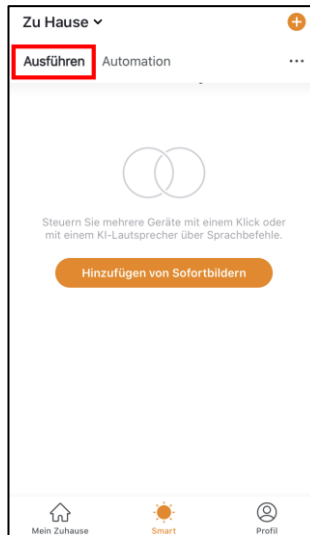 Zu Hause
Ausführen Automation
Steuern Sie mehrere Geräte mit einem Klick oder
mit einem KI-Lautsprecher über Sprachbefehle.
Hinzufügen von Sofortbildern
Mein Zuhause Smart Profil